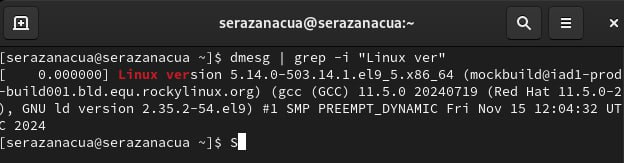 serazanacua@serazanacua:~
[serazanacua@serazanacua ~]$ dmesg | grep -i "Linux ver"
[    0.000000] Linux version 5.14.0-503.14.1.el9_5.x86_64 (mockbuild@iad1-prod
-build001.bld.equ.rockylinux.org) (gcc (GCC) 11.5.0 20240719 (Red Hat 11.5.0-2
), GNU ld version 2.35.2-54.el9) #1 SMP PREEMPT_DYNAMIC Fri Nov 15 12:04:32 UT
C 2024
[serazanacua@serazanacua ~]$ S